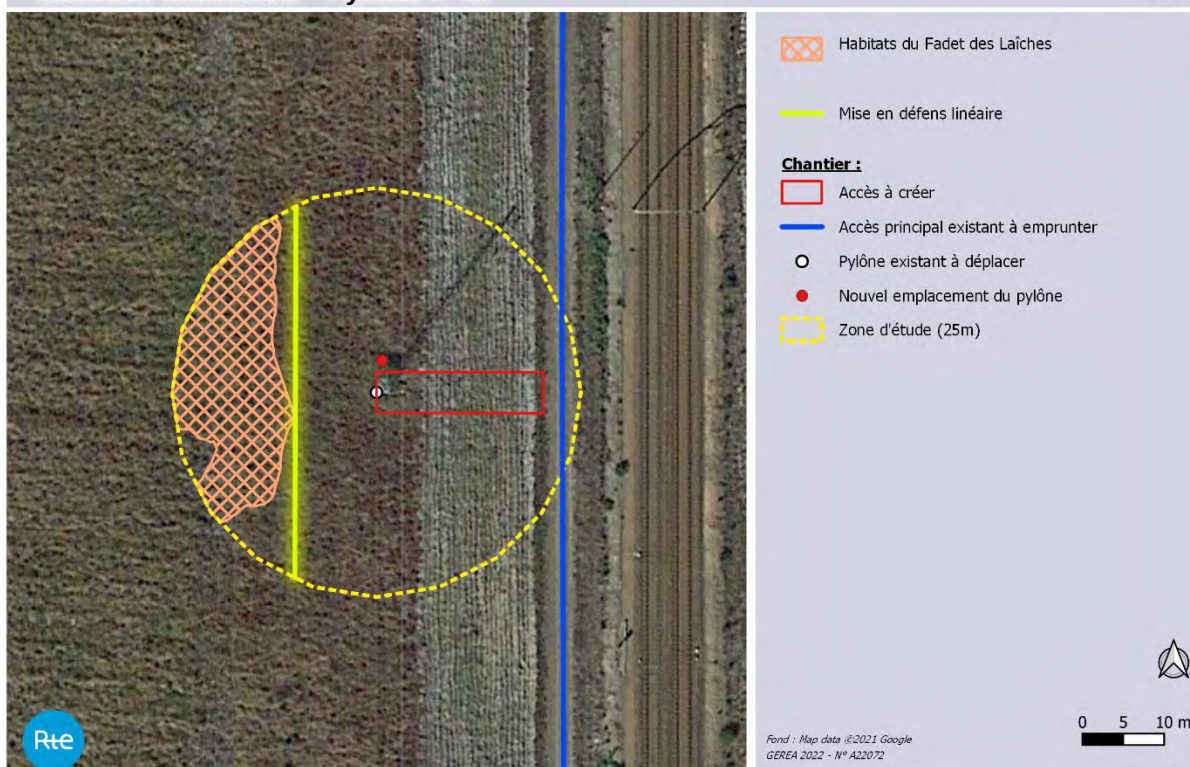 Habitats du Fadet des Laîches
Mise en défens linéaire
Chantier :
Accès à créer
Accès principal existant à emprunter
Pylône existant à déplacer
Nouvel emplacement du pylône
Zone d'étude (25m)
Rte
0 5 10 m
Fond : Map data ©2021 Google
GEREA 2022 - N° A22072